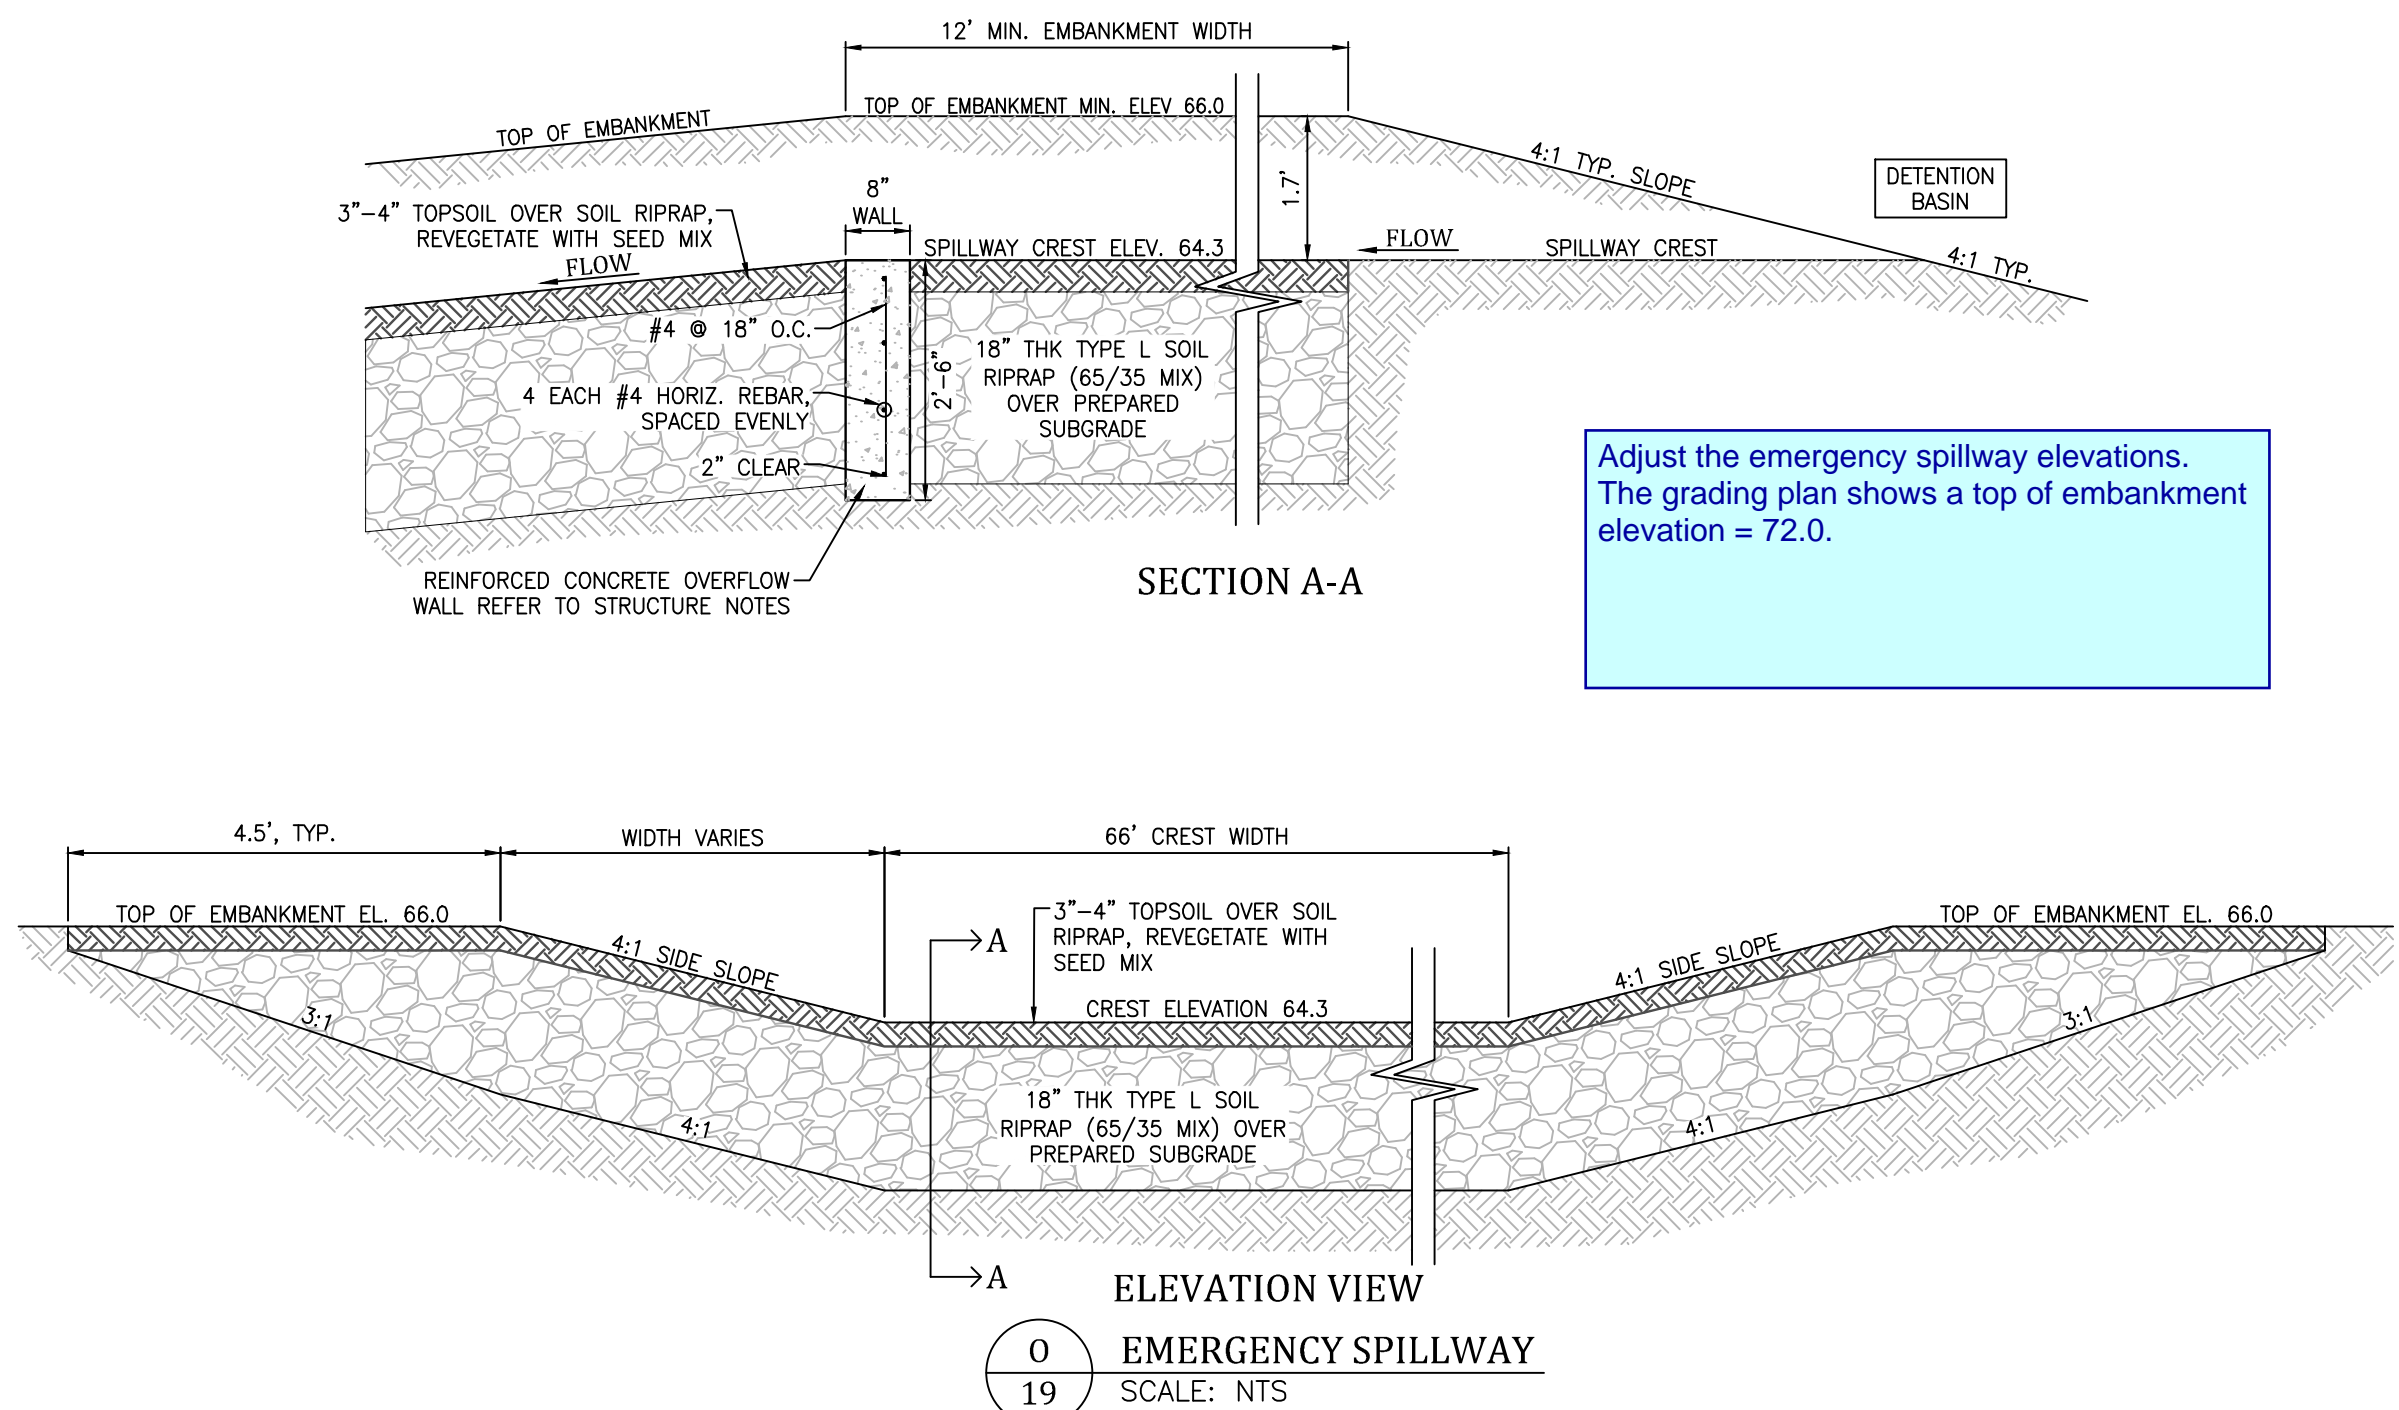 12' MIN. EMBANKMENT WIDTH
TOP OF EMBANKMENT
TOP OF EMBANKMENT MIN. ELEV 66.0
4:1 TYP. SLOPE
DETENTION
BASIN
1.7'
8"
WALL
3"-4" TOPSOIL OVER SOIL RIPRAP,
REVEGETATE WITH SEED MIX
FLOW
SPILLWAY CREST ELEV. 64.3
FLOW
SPILLWAY CREST
4:1 TYP.
#4 @ 18" O.C.
4 EACH #4 HORIZ. REBAR,
SPACED EVENLY
2" CLEAR
2'-6"
18" THK TYPE L SOIL
RIPRAP (65/35 MIX)
OVER PREPARED
SUBGRADE
REINFORCED CONCRETE OVERFLOW
WALL REFER TO STRUCTURE NOTES
SECTION A-A
Adjust the emergency spillway elevations.
The grading plan shows a top of embankment
elevation = 72.0.
4.5', TYP.
WIDTH VARIES
66' CREST WIDTH
TOP OF EMBANKMENT EL. 66.0
4:1 SIDE SLOPE
A
3"-4" TOPSOIL OVER SOIL
RIPRAP, REVEGETATE WITH
SEED MIX
CREST ELEVATION 64.3
4:1 SIDE SLOPE
TOP OF EMBANKMENT EL. 66.0
3:1
4:1
18" THK TYPE L SOIL
RIPRAP (65/35 MIX) OVER
PREPARED SUBGRADE
4:1
3:1
A
ELEVATION VIEW
O
19
EMERGENCY SPILLWAY
SCALE: NTS